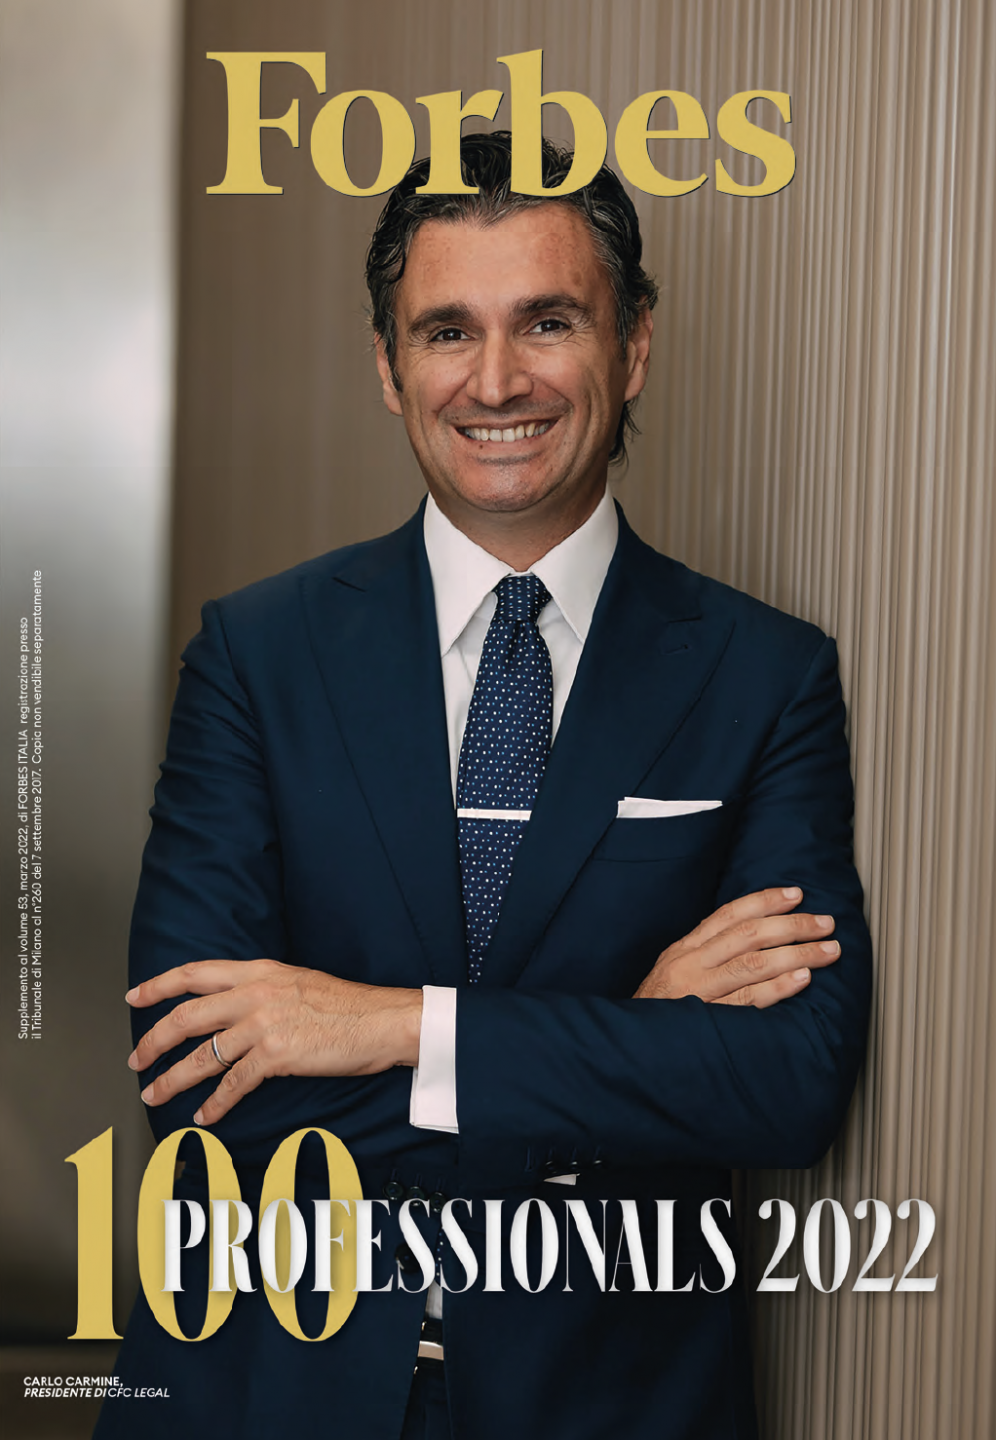 Forbes
Supplemento al volume 53, marzo 2022, di FORBES ITALIA registrazione presso
il Tribunale di Milano al n°260 del 7 settembre 2017. Copia non vendibile separatamente
100
PROFESSIONALS 2022
CARLO CARMINE,
PRESIDENTE DI CFC LEGAL